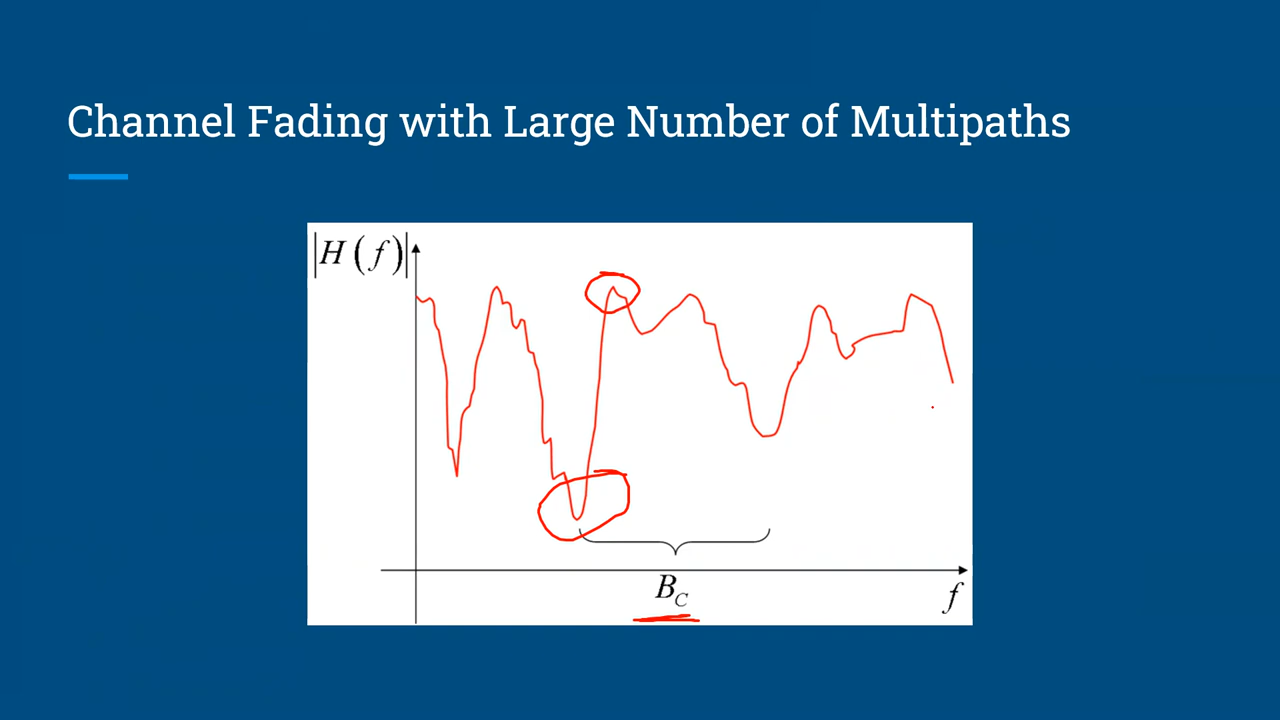 Channel Fading with Large Number of Multipaths
|H(f)|
B_C
f